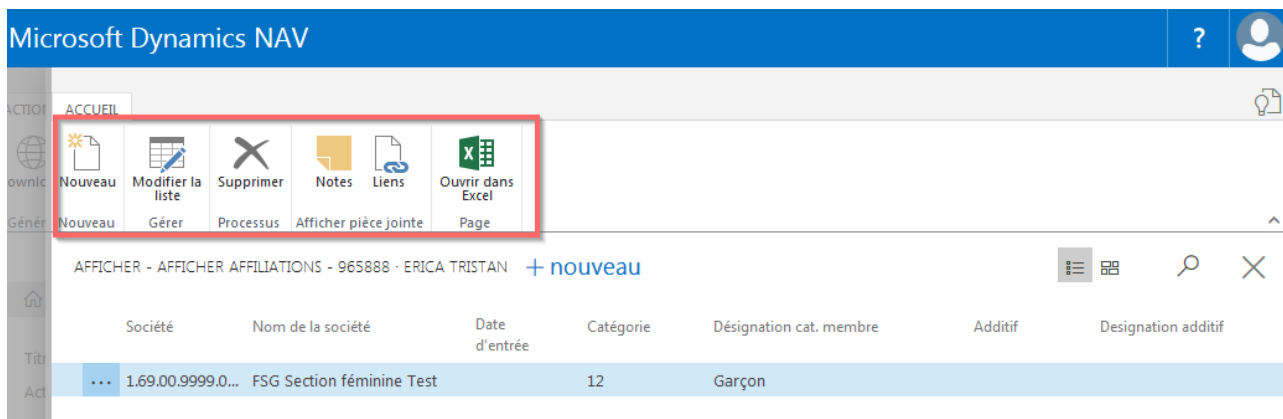 Microsoft Dynamics NAV ?
ACTION ACCUEIL
Nouveau Modifier la liste Supprimer Notes Liens Ouvrir dans Excel
Nouveau Gérer Processus Afficher pièce jointe Page
AFFICHER - AFFICHER AFFILIATIONS - 965888 · ERICA TRISTAN + nouveau
Société Nom de la société Date d'entrée Catégorie Désignation cat. membre Additif Designation additif
... 1.69.00.9999.0... FSG Section féminine Test 12 Garçon